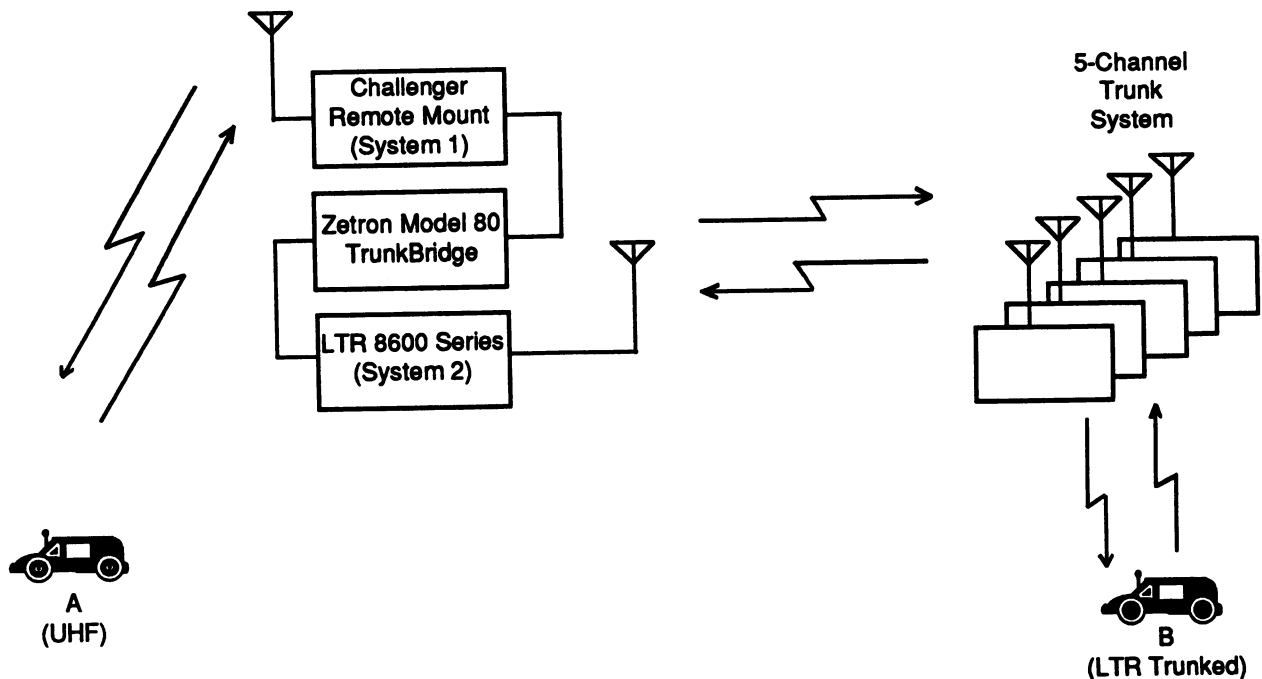 Challenger
Remote Mount
(System 1)
Zetron Model 80
TrunkBridge
LTR 8600 Series
(System 2)
5-Channel
Trunk
System
A
(UHF)
B
(LTR Trunked)